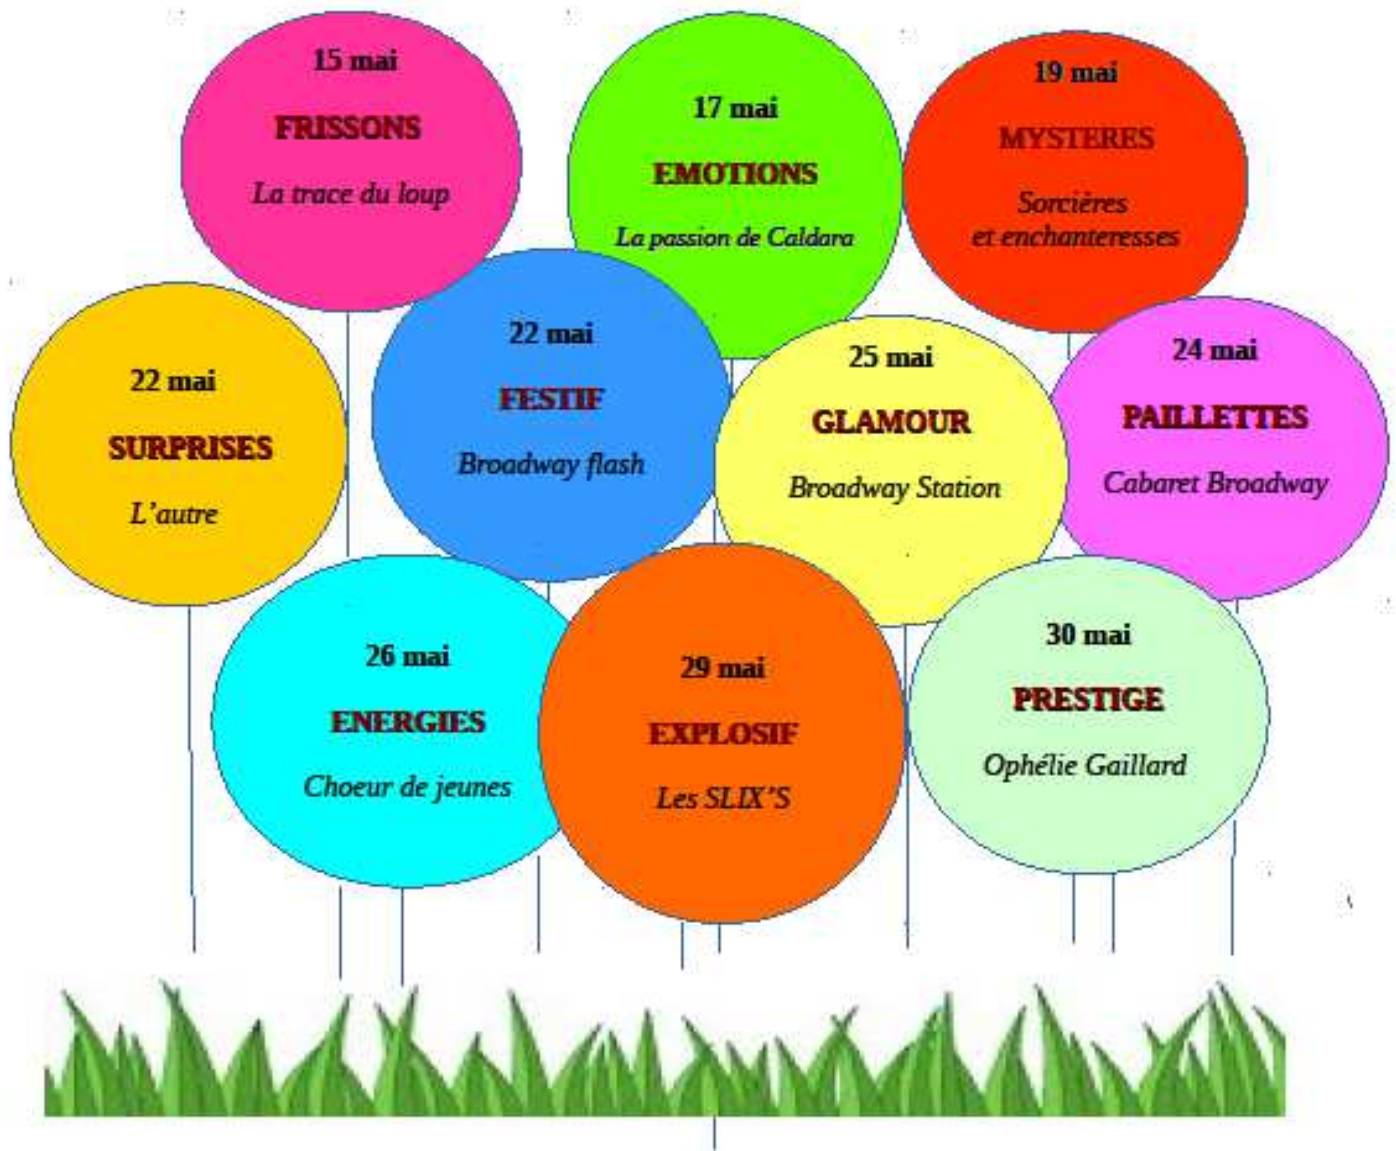 15 mai
FRISSONS
La trace du loup
17 mai
EMOTIONS
La passion de Caldara
19 mai
MYSTERES
Sorcières
et enchanteresses
22 mai
SURPRISES
L’autre
22 mai
FESTIF
Broadway flash
25 mai
GLAMOUR
Broadway Station
24 mai
PAILLETTES
Cabaret Broadway
26 mai
ENERGIES
Choeur de jeunes
29 mai
EXPLOSIF
Les SLIX’S
30 mai
PRESTIGE
Ophélie Gaillard